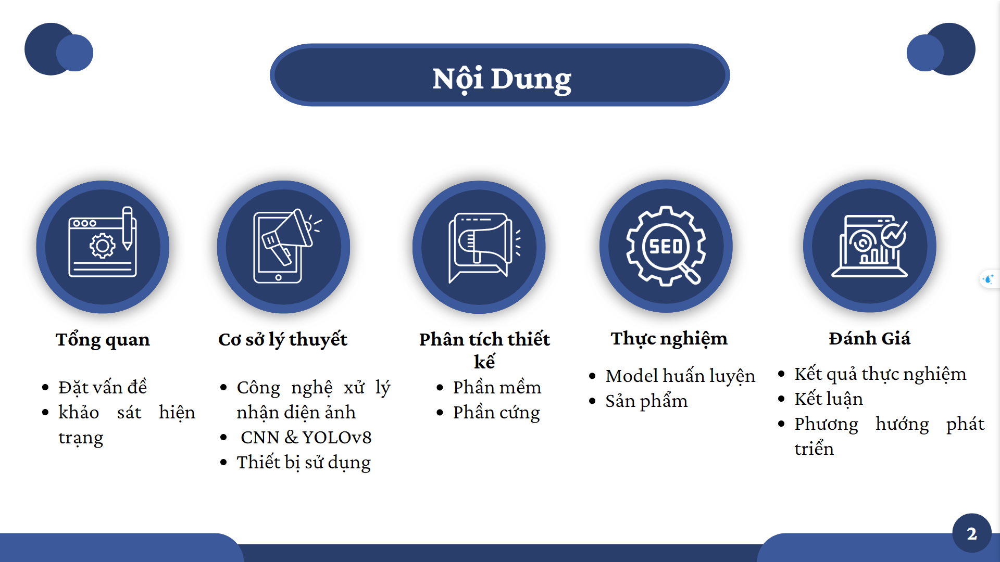 Nội Dung
SEO
Tổng quan
Đặt vấn đề
khảo sát hiện
trạng
Cơ sở lý thuyết
Công nghệ xử lý
nhận diện ảnh
CNN & YOLOv8
Thiết bị sử dụng
Phân tích thiết
kế
Phần mềm
Phần cứng
Thực nghiệm
Model huấn luyện
Sản phẩm
Đánh Giá
Kết quả thực nghiệm
Kết luận
Phương hướng phát
triển
2